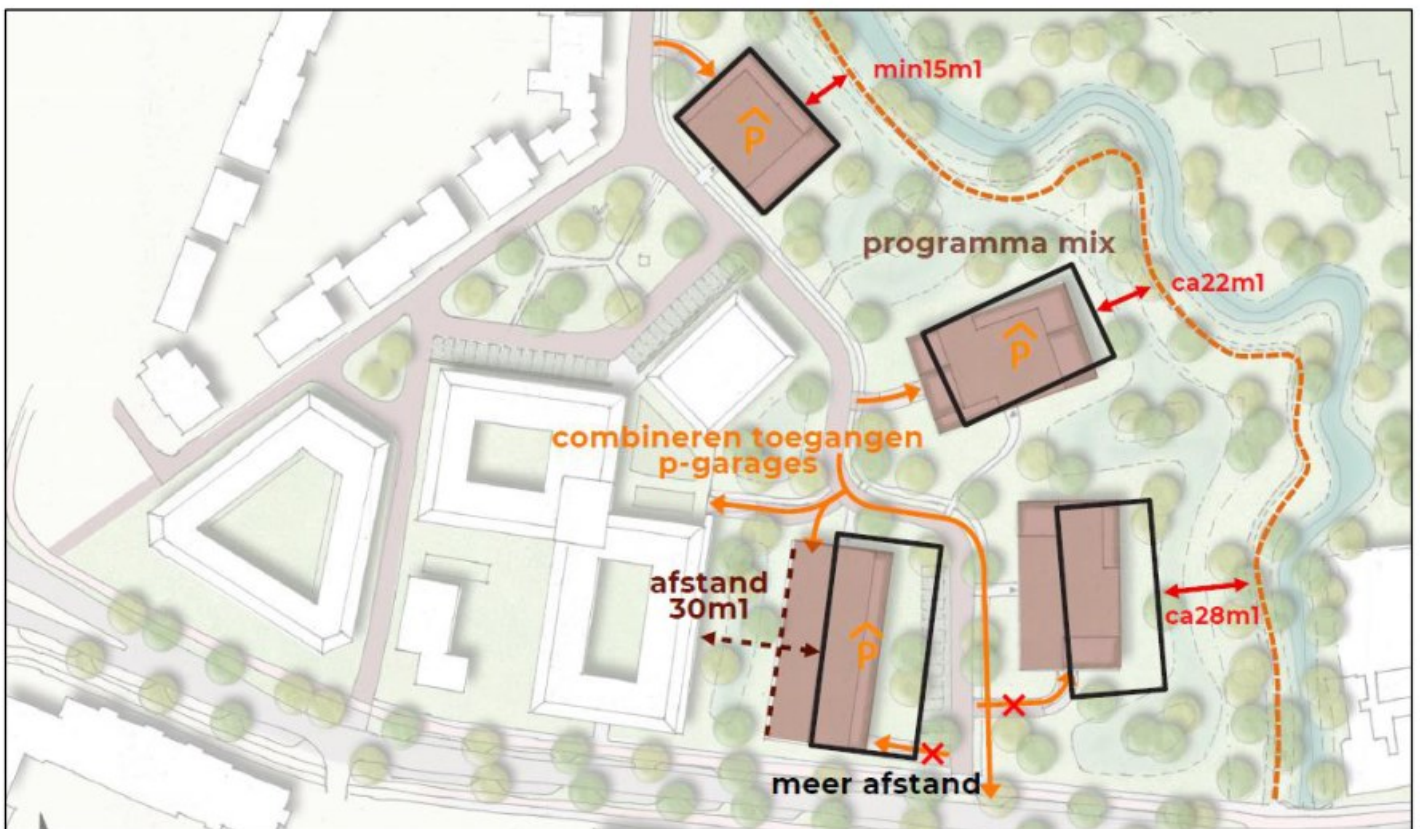 min15m1
P
programma mix
ca22m1
P
combineren toegangen
p-garages
afstand
30m1
P
ca28m1
meer afstand